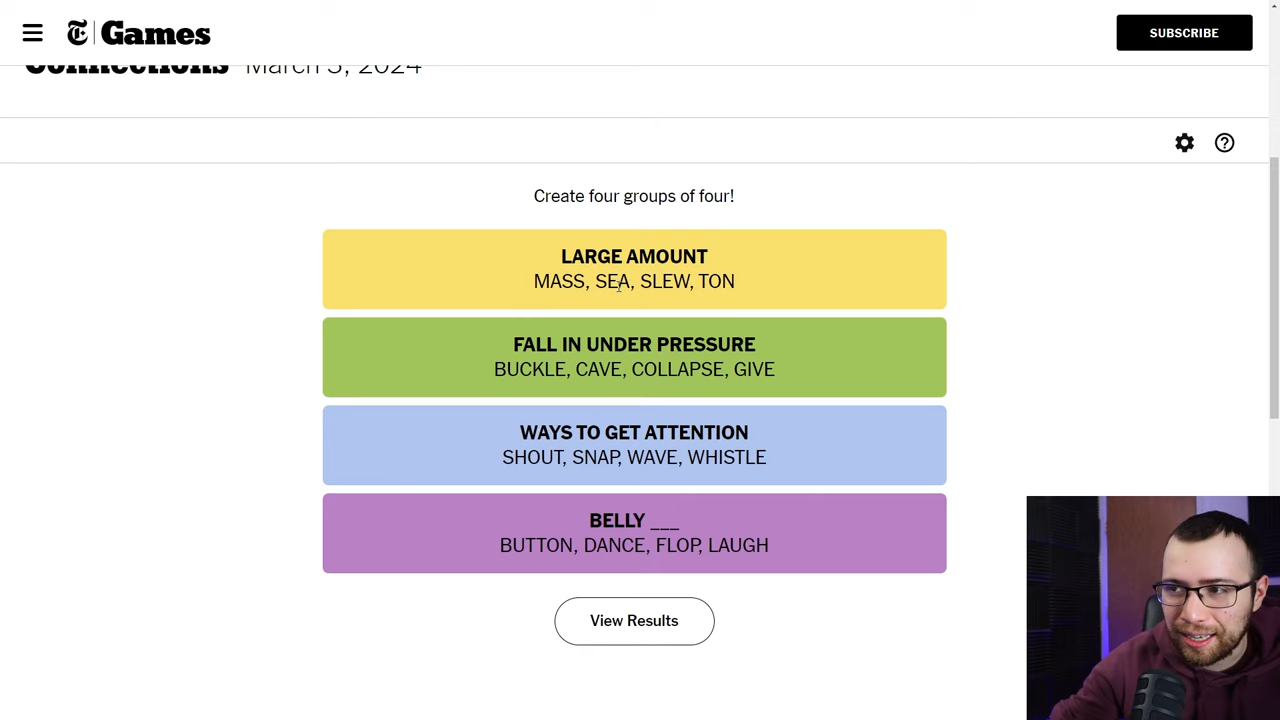 Games
SUBSCRIBE
Connections March 3, 2024
Create four groups of four!
LARGE AMOUNT
MASS, SEA, SLEW, TON
FALL IN UNDER PRESSURE
BUCKLE, CAVE, COLLAPSE, GIVE
WAYS TO GET ATTENTION
SHOUT, SNAP, WAVE, WHISTLE
BELLY ___
BUTTON, DANCE, FLOP, LAUGH
View Results